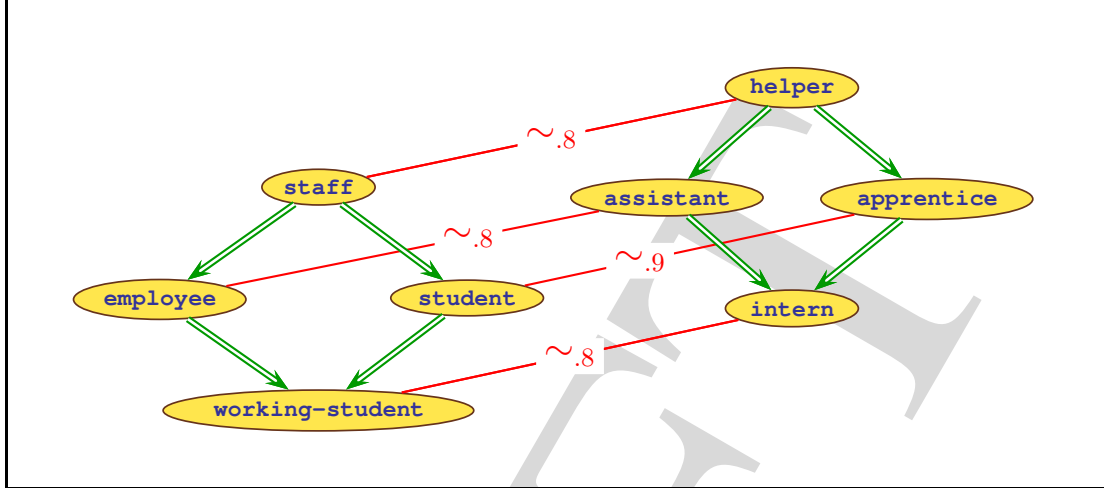 helper
∼.8
staff
assistant
apprentice
∼.8
∼.9
employee
student
intern
∼.8
working-student